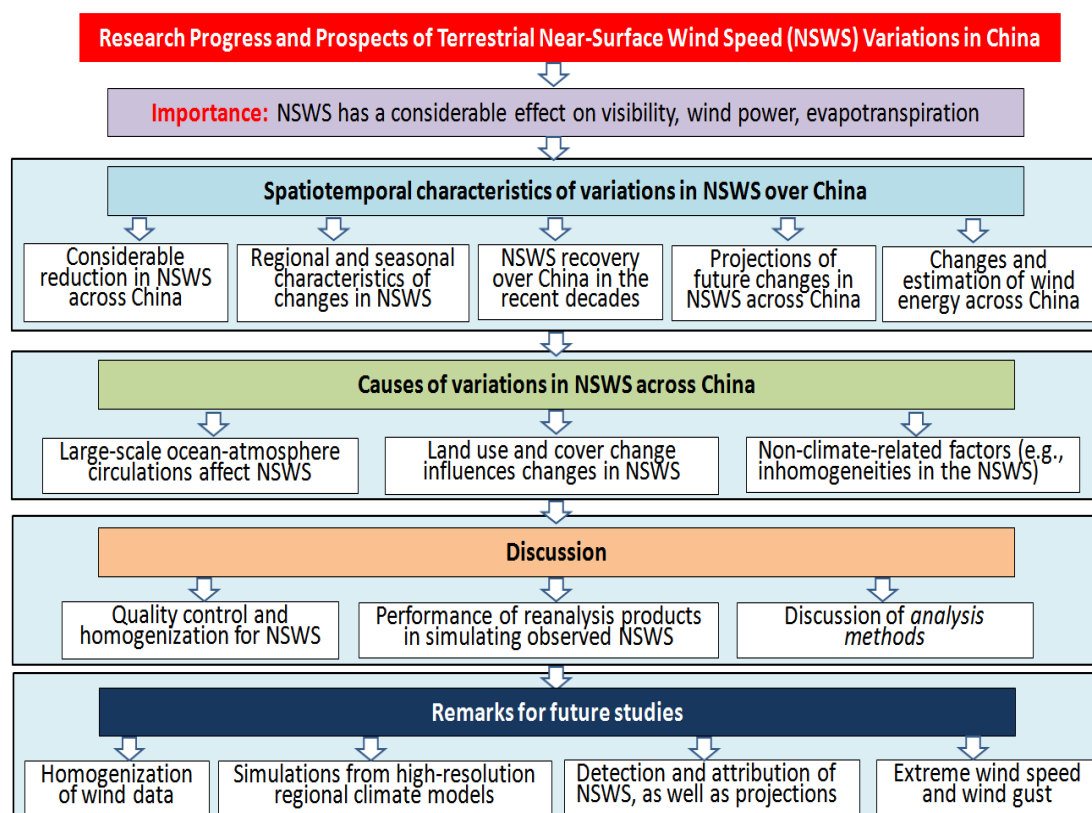 Research Progress and Prospects of Terrestrial Near-Surface Wind Speed (NSWS) Variations in China
Importance: NSWS has a considerable effect on visibility, wind power, evapotranspiration
Spatiotemporal characteristics of variations in NSWS over China
Considerable
reduction in NSWS
across China
Regional and seasonal
characteristics of
changes in NSWS
NSWS recovery
over China in the
recent decades
Projections of
future changes in
NSWS across China
Changes and
estimation of wind
energy across China
Causes of variations in NSWS across China
Large-scale ocean-atmosphere
circulations affect NSWS
Land use and cover change
influences changes in NSWS
Non-climate-related factors (e.g.,
inhomogeneities in the NSWS)
Discussion
Quality control and
homogenization for NSWS
Performance of reanalysis products
in simulating observed NSWS
Discussion of analysis
methods
Remarks for future studies
Homogenization
of wind data
Simulations from high-resolution
regional climate models
Detection and attribution of
NSWS, as well as projections
Extreme wind speed
and wind gust